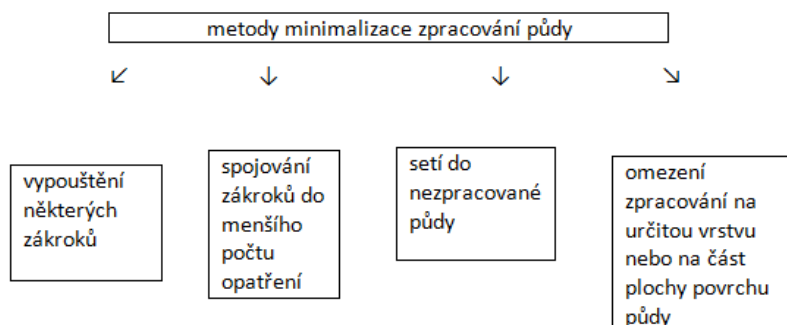 metody minimalizace zpracování půdy
vypouštění
některých
zákroků
spojování
zákroků do
menšího
počtu
opatření
setí do
nezpracované
půdy
omezení
zpracování na
určitou vrstvu
nebo na část
plochy povrchu
půdy